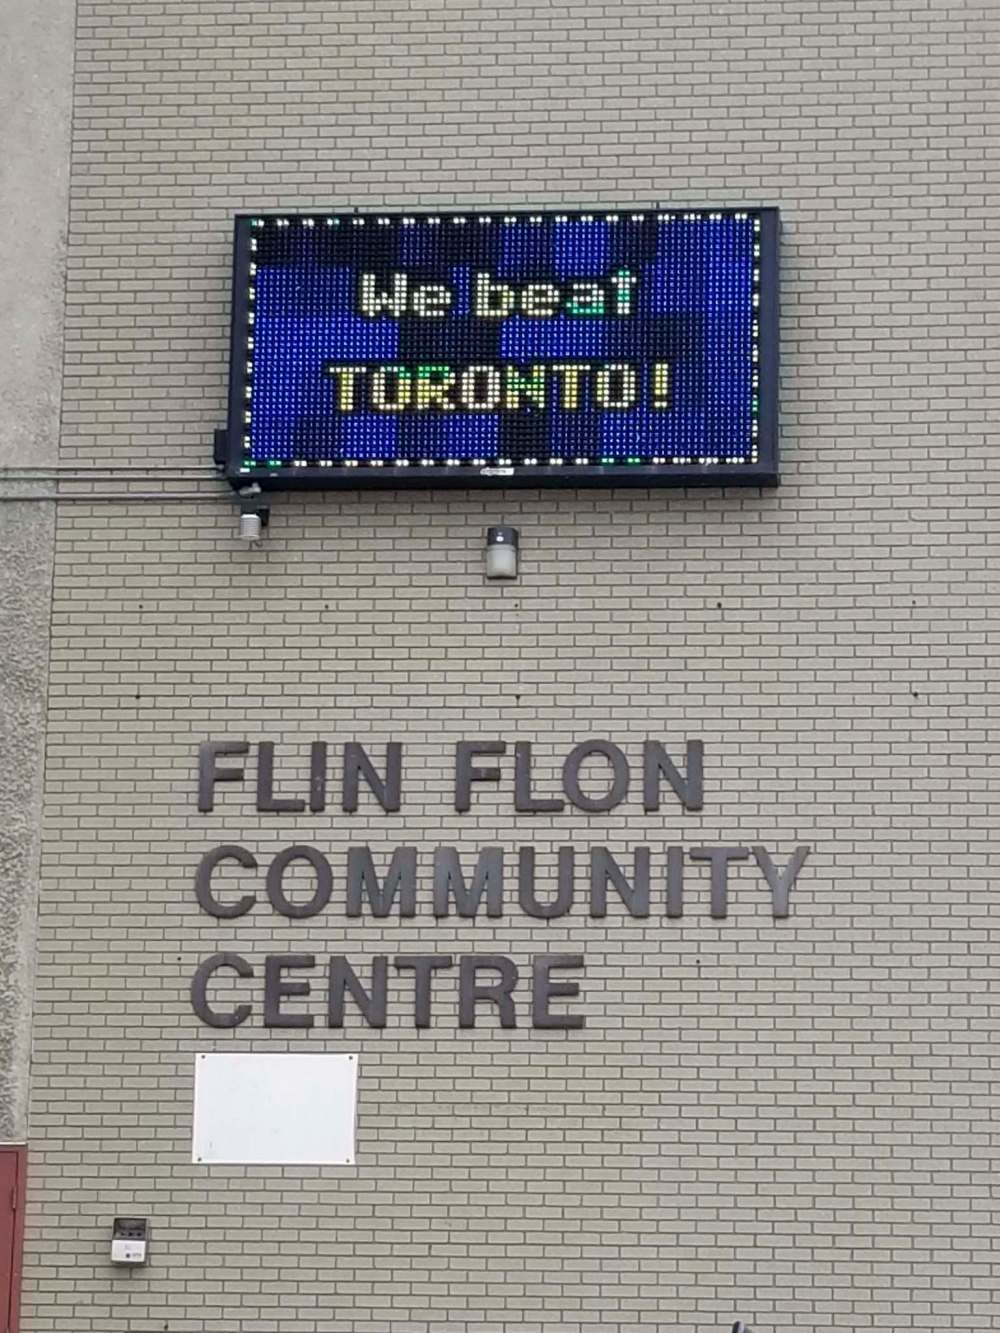 We beat
TORONTO!
FLIN FLON
COMMUNITY
CENTRE